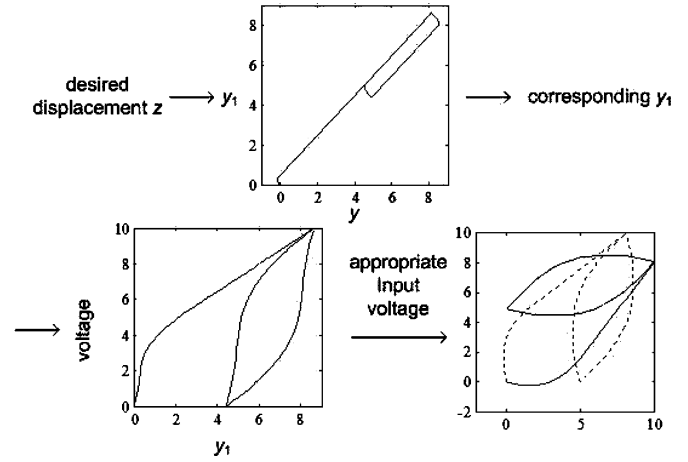 8
6
desired
displacement z
y1
corresponding y1
4
2
0
0 2 4 6 8
y
10
8
6
4
2
0
voltage
0 2 4 6 8
y1
appropriate
Input
voltage
10
8
6
4
2
0
-2
0 5 10